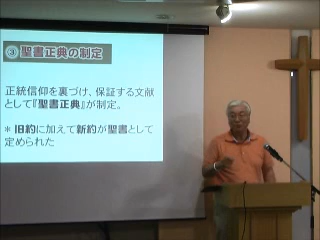 ③聖書正典の制定
正統信仰を裏づけ、保証する文献
として『聖書正典』が制定。
* 旧約に加えて新約が聖書として
定められた